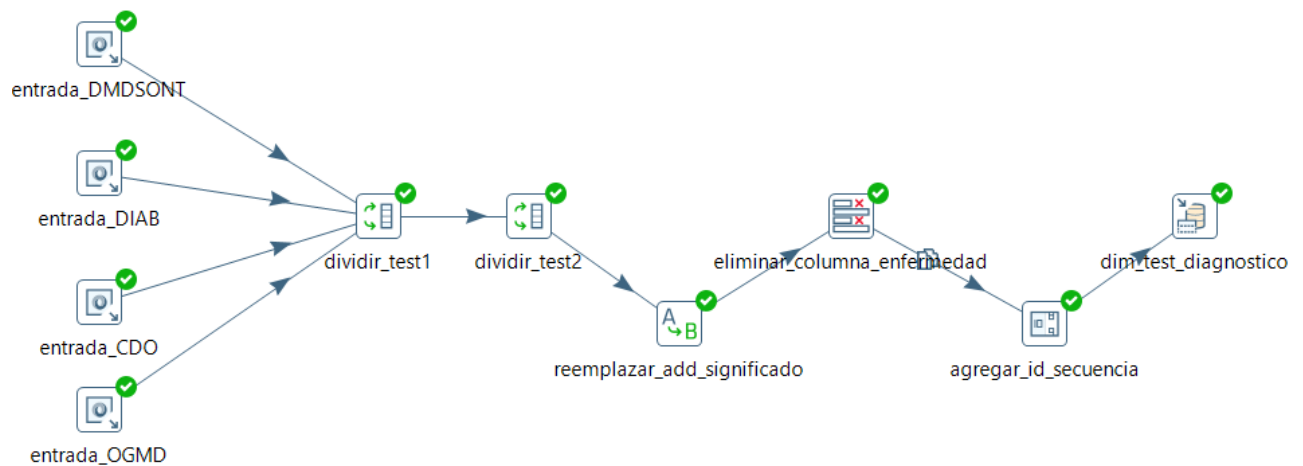 entrada_DMDSONT
entrada_DIAB
entrada_CDO
entrada_OGMD
dividir_test1
dividir_test2
A
B
reemplazar_add_significado
eliminar_columna_enfermedad
agregar_id_secuencia
dim_test_diagnostico